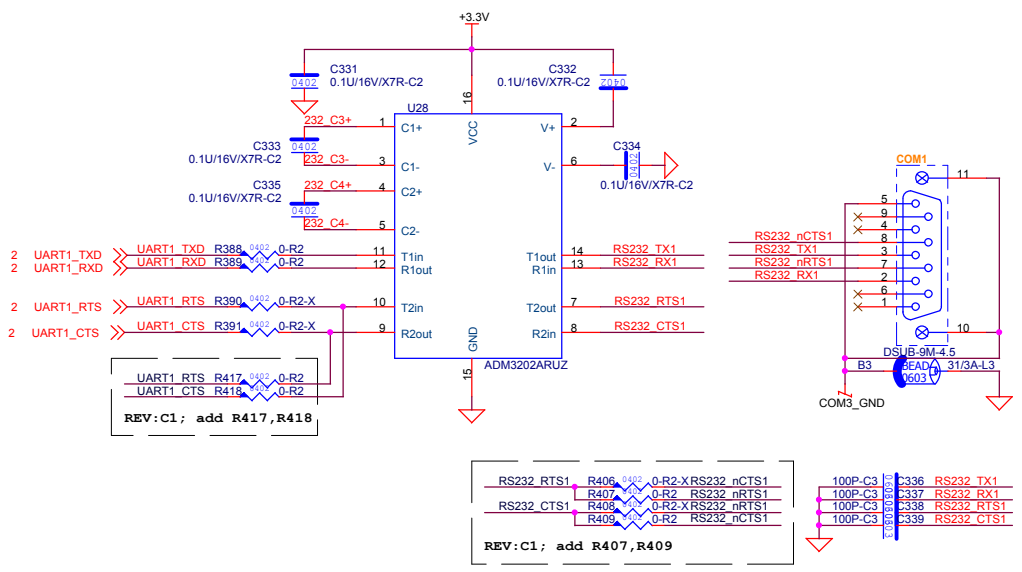 +3.3V
C331
0402
0.1U/16V/X7R-C2
C332
0402
0.1U/16V/X7R-C2
16
U28
VCC
232_C3+
1
C1+
V+
2
C333
0402
0.1U/16V/X7R-C2
232_C3-
3
C1-
V-
6
C334
0402
0.1U/16V/X7R-C2
C335
0402
0.1U/16V/X7R-C2
232_C4+
4
C2+
232_C4-
5
C2-
2 UART1_TXD
UART1_TXD R388 0402 0-R2
11
T1in
T1out
14
RS232_TX1
2 UART1_RXD
UART1_RXD R389 0-R2
12
R1out
R1in
13
RS232_RX1
2 UART1_RTS
UART1_RTS R390 0402 0-R2-X
10
T2in
T2out
7
RS232_RTS1
2 UART1_CTS
UART1_CTS R391 0402 0-R2-X
9
R2out
R2in
8
RS232_CTS1
GND
15
ADM3202ARUZ
UART1_RTS R417 0402 0-R2
UART1_CTS R418 0402 0-R2
REV:C1; add R417,R418
COM1
11
5
9
4
RS232_nCTS1
8
RS232_TX1
3
RS232_nRTS1
7
RS232_RX1
2
6
1
10
DSUB-9M-4.5
B3
BEAD
0603
31/3A-L3
COM3_GND
RS232_RTS1
R406 0402 0-R2-X RS232_nCTS1
R407 0-R2 RS232_nRTS1
RS232_CTS1
R408 0402 0-R2-X RS232_nRTS1
R409 0-R2 RS232_nCTS1
REV:C1; add R407,R409
100P-C3 C336 RS232_TX1
100P-C3 C337 RS232_RX1
100P-C3 C338 RS232_RTS1
100P-C3 C339 RS232_CTS1